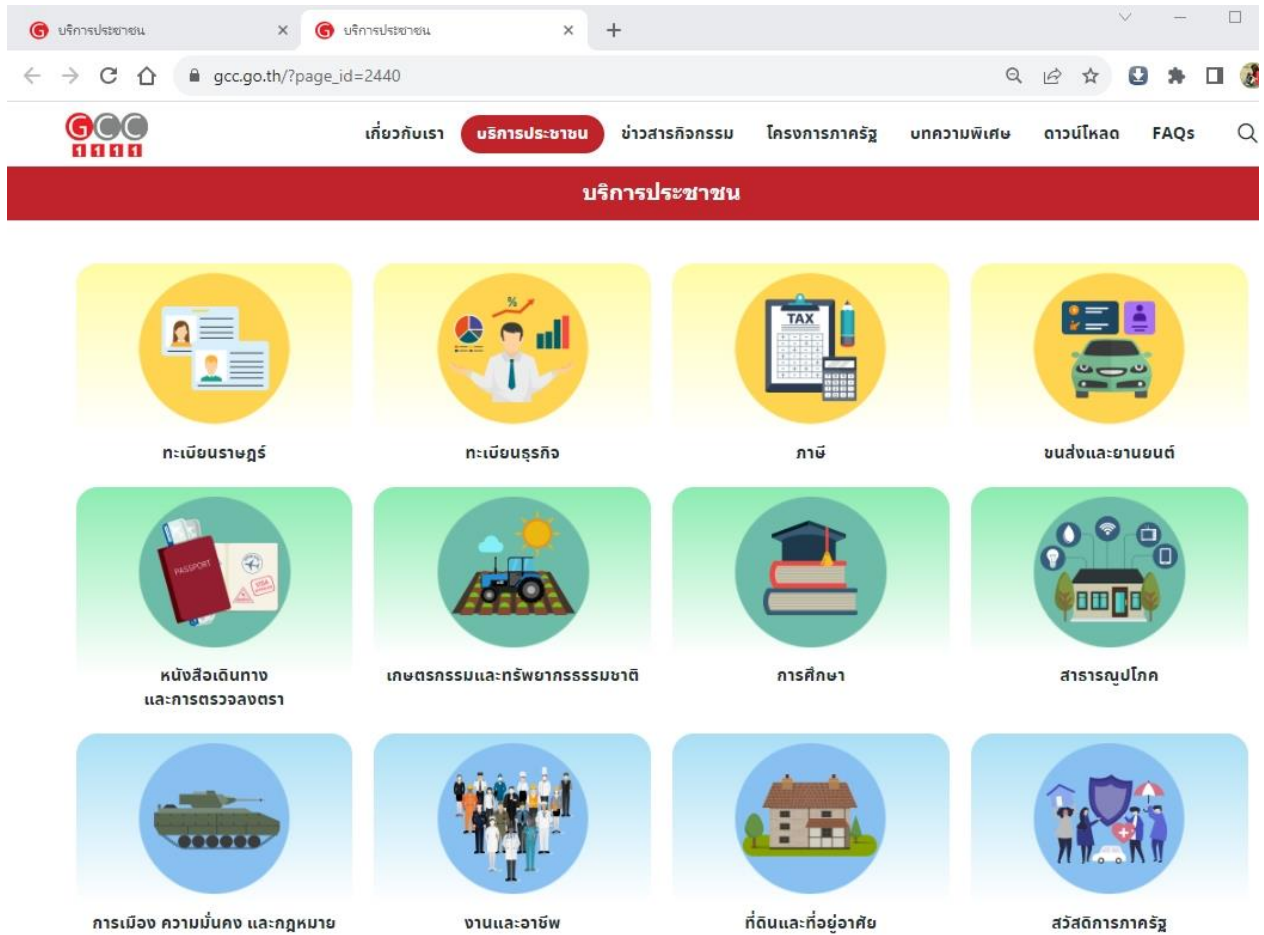 บริการประชาชน
บริการประชาชน
gcc.go.th/?page_id=2440
GCC
1111
เกี่ยวกับเรา บริการประชาชน ข่าวสารกิจกรรม โครงการภาครัฐ บทความพิเศษ ดาวน์โหลด FAQs
บริการประชาชน
%
TAX
ทะเบียนราษฎร์ ทะเบียนธุรกิจ ภาษี ขนส่งและยานยนต์
PASSPORT
VISA
หนังสือเดินทาง เกษตรกรรมและทรัพยากรธรรมชาติ การศึกษา สาธารณูปโภค
และการตรวจลงตรา
การเมือง ความมั่นคง และกฎหมาย งานและอาชีพ ที่ดินและที่อยู่อาศัย สวัสดิการภาครัฐ